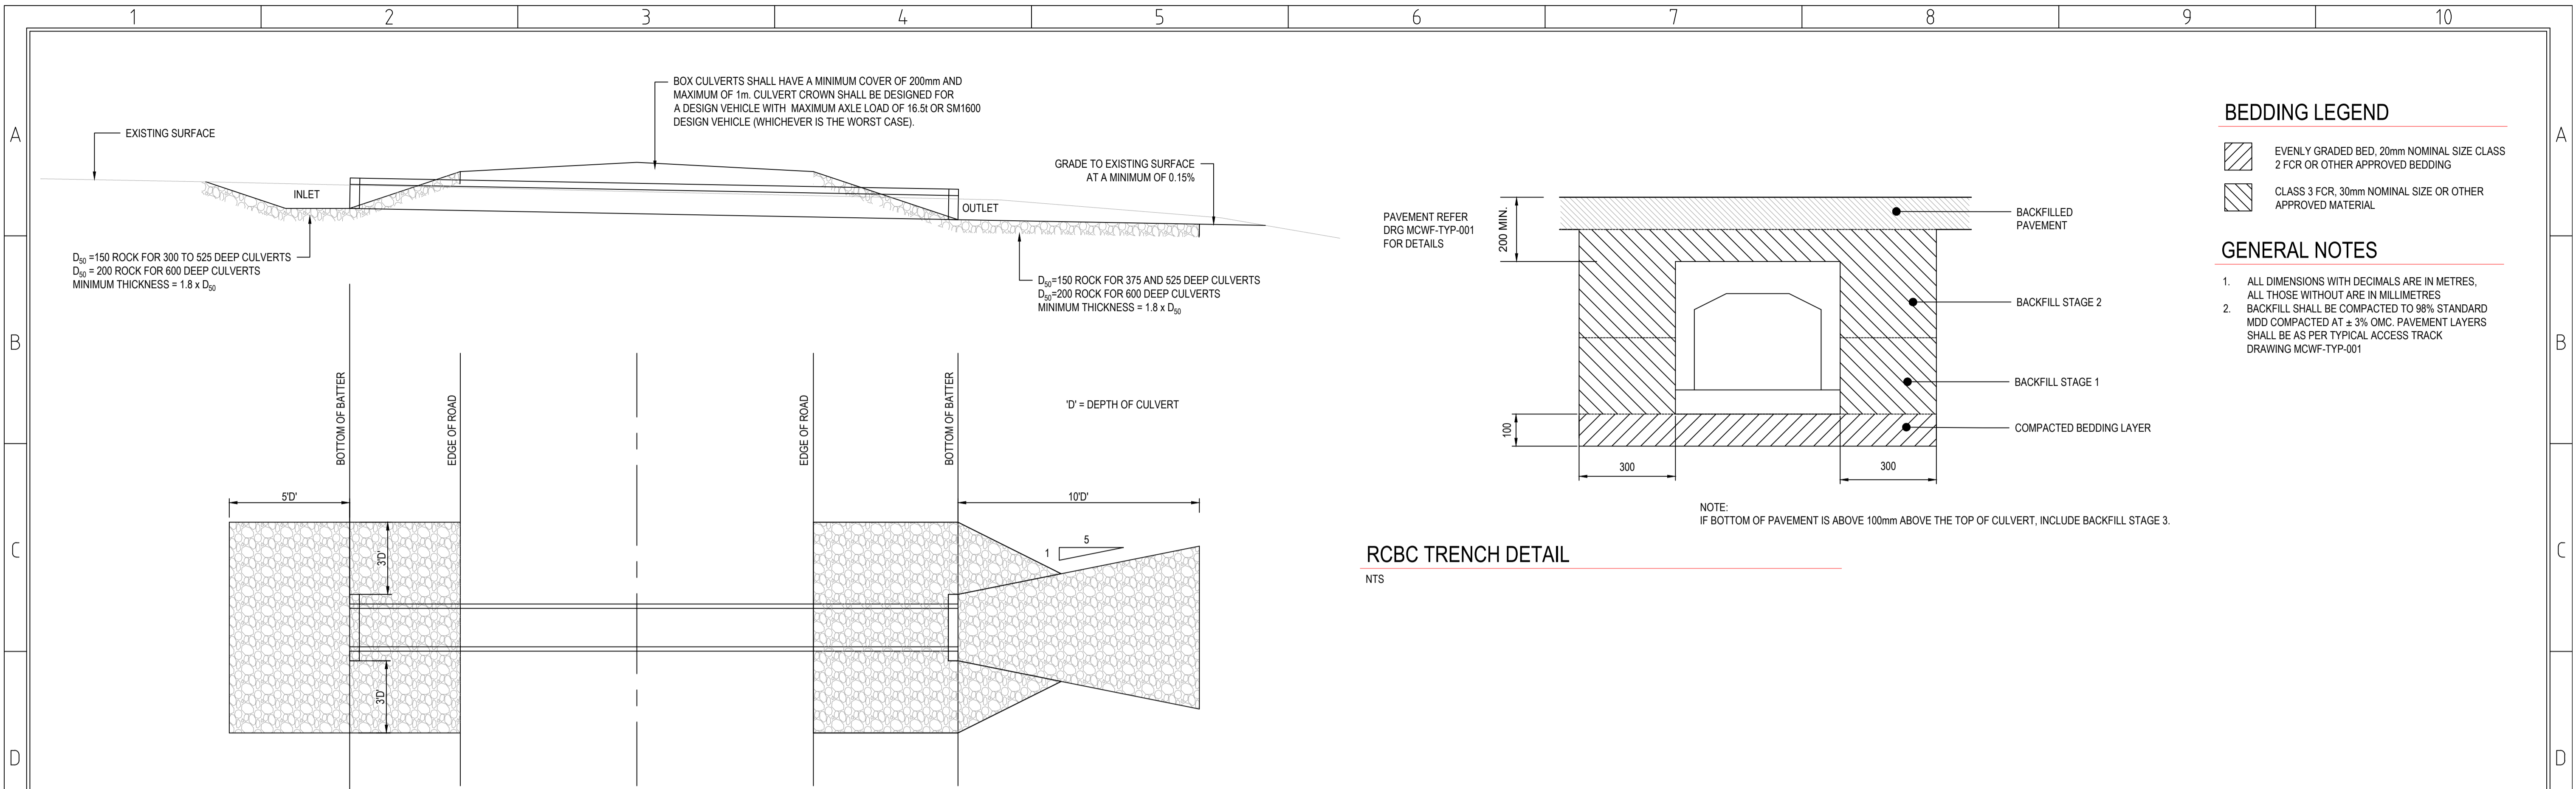 1 2 3 4 5 6 7 8 9 10
A
B
C
D
BOX CULVERTS SHALL HAVE A MINIMUM COVER OF 200mm AND
MAXIMUM OF 1m. CULVERT CROWN SHALL BE DESIGNED FOR
A DESIGN VEHICLE WITH MAXIMUM AXLE LOAD OF 16.5t OR SM1600
DESIGN VEHICLE (WHICHEVER IS THE WORST CASE).
EXISTING SURFACE
GRADE TO EXISTING SURFACE
AT A MINIMUM OF 0.15%
INLET
OUTLET
D50 =150 ROCK FOR 300 TO 525 DEEP CULVERTS
D50 = 200 ROCK FOR 600 DEEP CULVERTS
MINIMUM THICKNESS = 1.8 x D50
D50=150 ROCK FOR 375 AND 525 DEEP CULVERTS
D50=200 ROCK FOR 600 DEEP CULVERTS
MINIMUM THICKNESS = 1.8 x D50
BOTTOM OF BATTER
EDGE OF ROAD
EDGE OF ROAD
BOTTOM OF BATTER
'D' = DEPTH OF CULVERT
5'D'
10'D'
3'D'
3'D'
1
5
PAVEMENT REFER
DRG MCWF-TYP-001
FOR DETAILS
200 MIN.
100
300
300
BACKFILLED
PAVEMENT
BACKFILL STAGE 2
BACKFILL STAGE 1
COMPACTED BEDDING LAYER
NOTE:
IF BOTTOM OF PAVEMENT IS ABOVE 100mm ABOVE THE TOP OF CULVERT, INCLUDE BACKFILL STAGE 3.
RCBC TRENCH DETAIL
NTS
BEDDING LEGEND
EVENLY GRADED BED, 20mm NOMINAL SIZE CLASS
2 FCR OR OTHER APPROVED BEDDING
CLASS 3 FCR, 30mm NOMINAL SIZE OR OTHER
APPROVED MATERIAL
GENERAL NOTES
1. ALL DIMENSIONS WITH DECIMALS ARE IN METRES,
ALL THOSE WITHOUT ARE IN MILLIMETRES
2. BACKFILL SHALL BE COMPACTED TO 98% STANDARD
MDD COMPACTED AT ± 3% OMC. PAVEMENT LAYERS
SHALL BE AS PER TYPICAL ACCESS TRACK
DRAWING MCWF-TYP-001
A
B
C
D